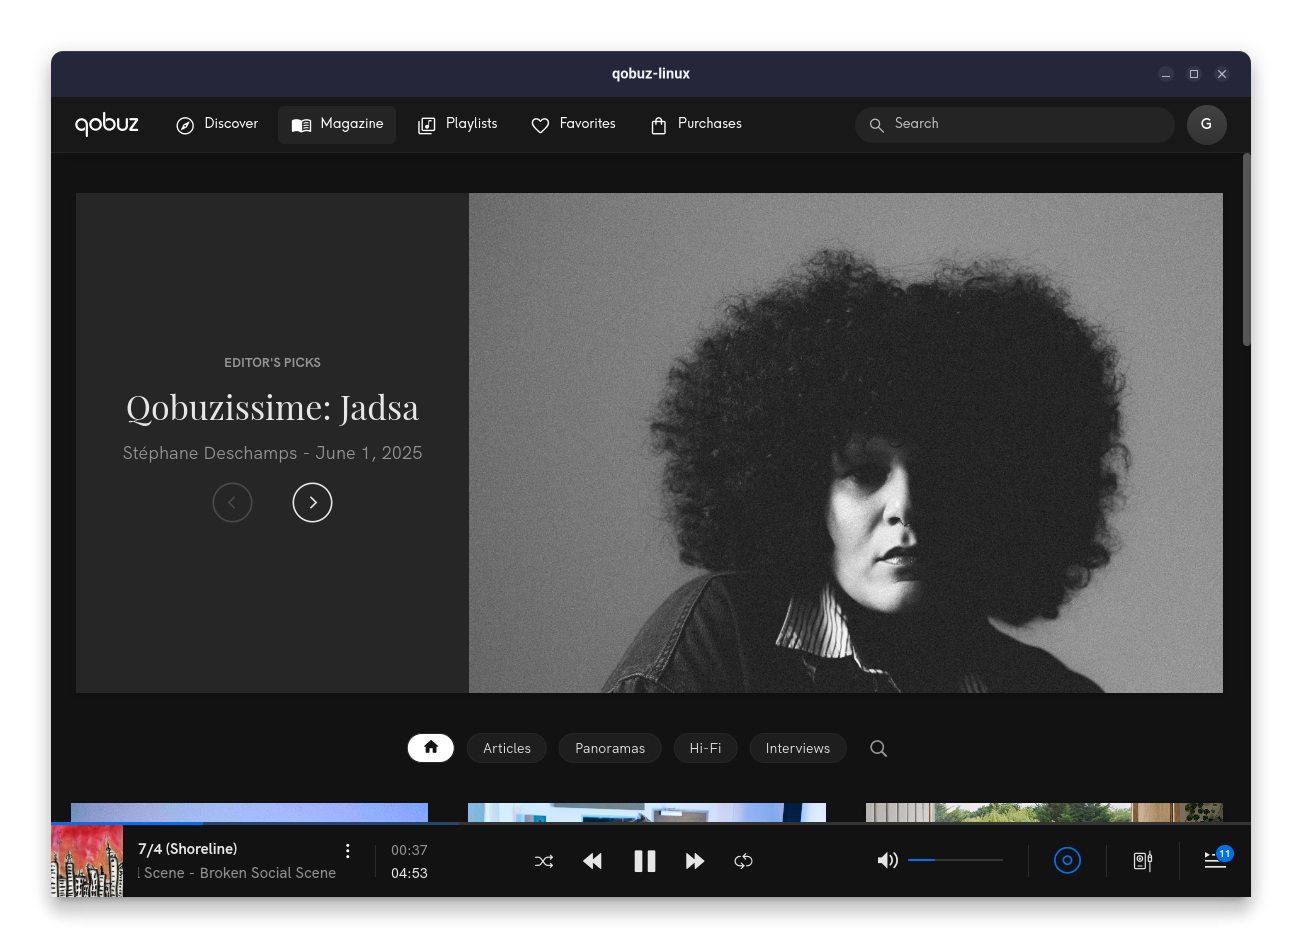 qobuz-linux
qobuz
Discover
Magazine
Playlists
Favorites
Purchases
Search
G
EDITOR'S PICKS
Qobuzissime: Jadsa
Stéphane Deschamps - June 1, 2025
Articles
Panoramas
Hi-Fi
Interviews
7/4 (Shoreline)
l Scene - Broken Social Scene
00:37
04:53
11